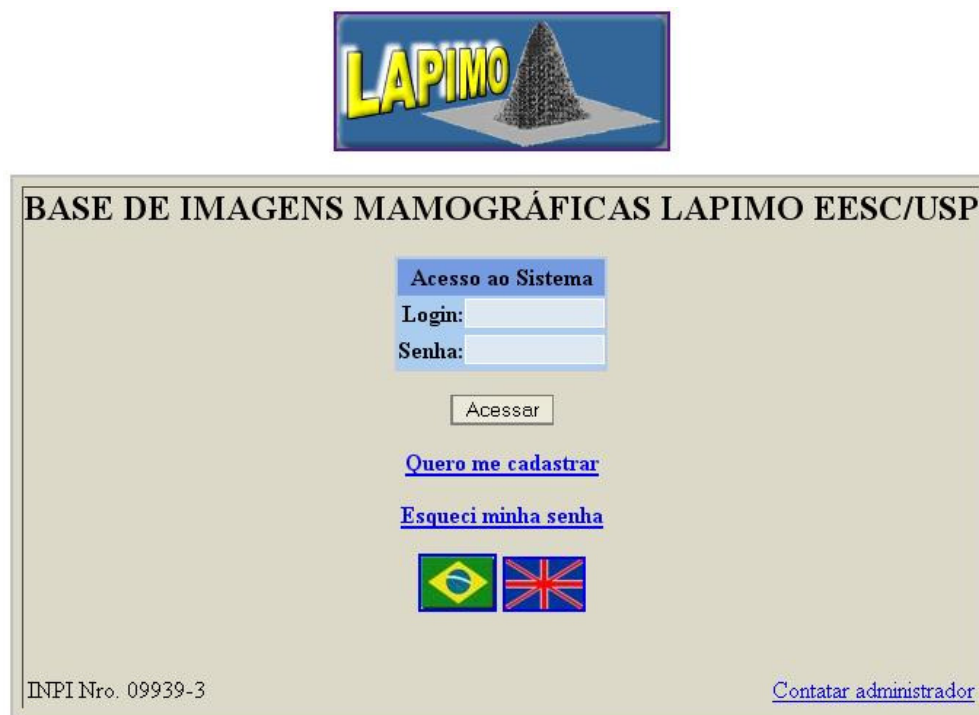 LAPIMO
BASE DE IMAGENS MAMOGRÁFICAS LAPIMO EESC/USP
Acesso ao Sistema
Login:
Senha:
Acessar
Quero me cadastrar
Esqueci minha senha
INPI Nro. 09939-3
Contatar administrador